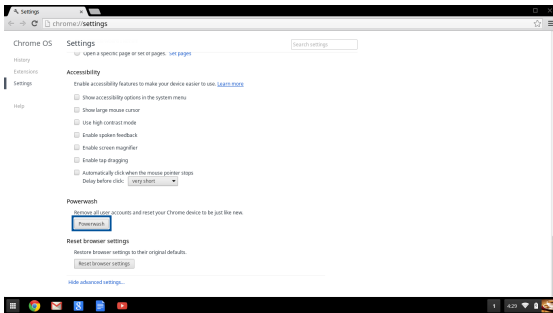 Settings
chrome://settings
Chrome OS
Settings
Search settings
History
Extensions
Settings
Help
Open a specific page or set of pages. Set pages
Accessibility
Enable accessibility features to make your device easier to use. Learn more
Show accessibility options in the system menu
Show large mouse cursor
Use high contrast mode
Enable spoken feedback
Enable screen magnifier
Enable tap dragging
Automatically click when the mouse pointer stops
Delay before click: very short
Powerwash
Remove all user accounts and reset your Chrome device to be just like new.
Powerwash
Reset browser settings
Restore browser settings to their original defaults.
Reset browser settings
Hide advanced settings...
1 4:29